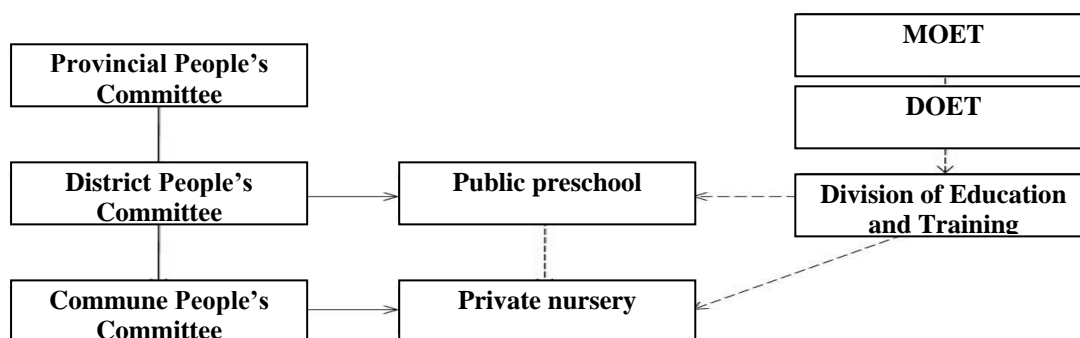 Provincial People's
Committee
MOET
DOET
District People's
Committee
Public preschool
Division of Education
and Training
Commune People's
Committee
Private nursery